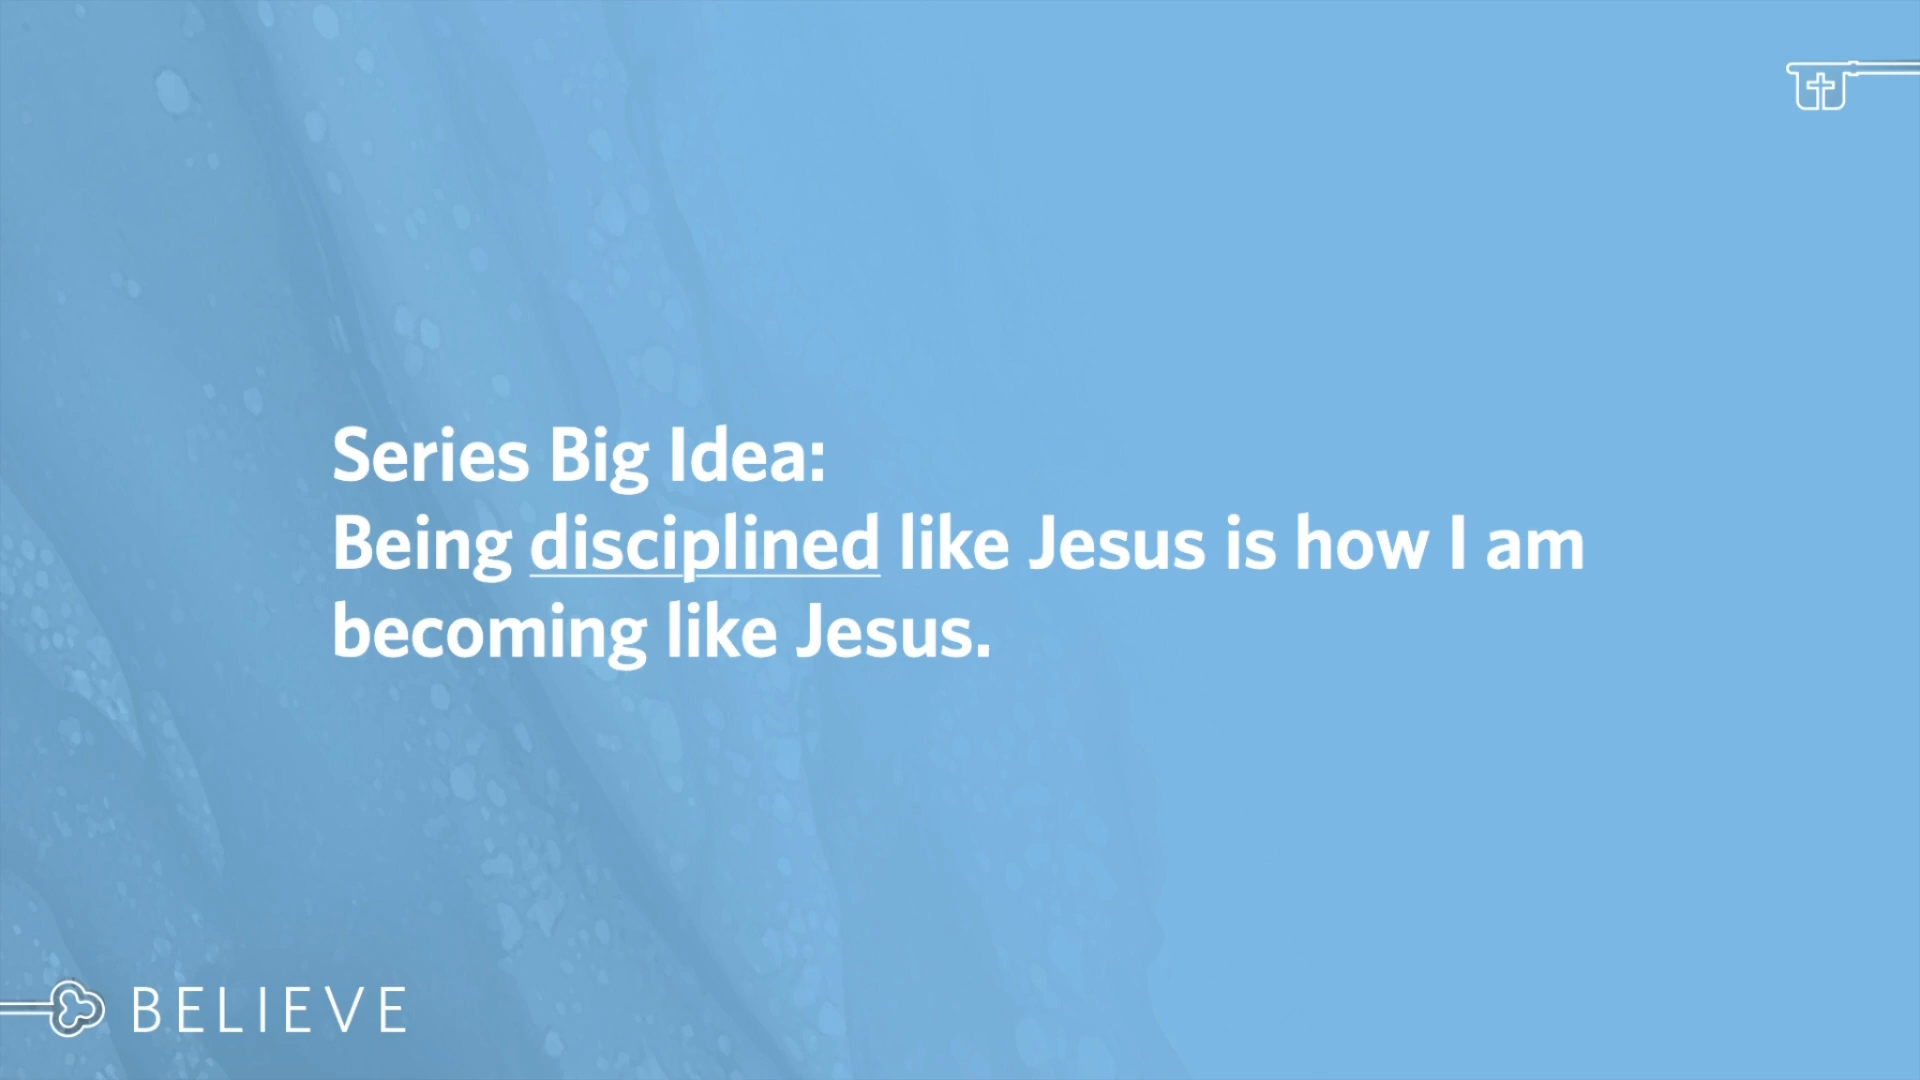 Series Big Idea:
Being disciplined like Jesus is how I am
becoming like Jesus.
BELIEVE